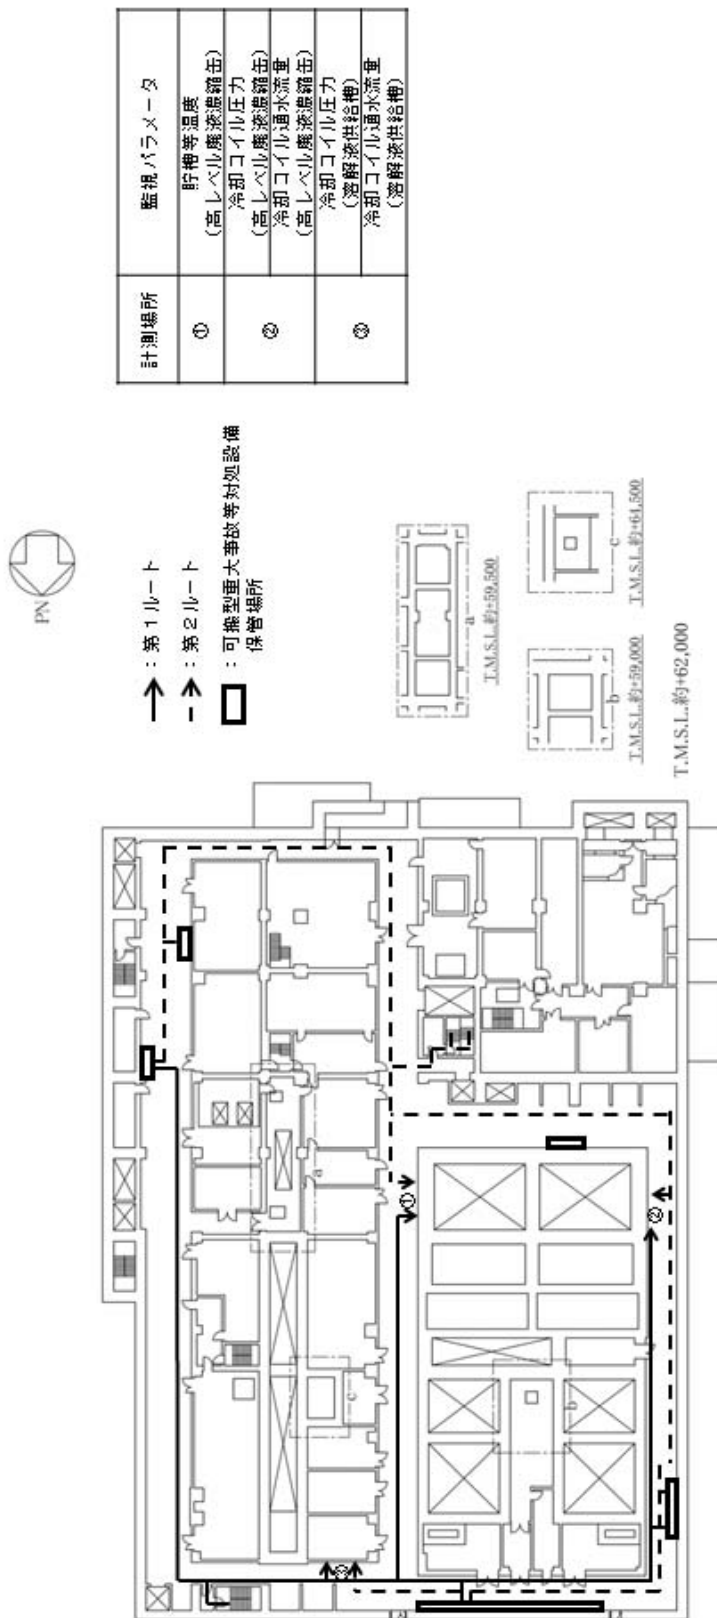 計測場所
監視パラメータ
①
貯槽等温度
(高レベル廃液濃縮缶)
②
冷却コイル圧力
(高レベル廃液濃縮缶)
冷却コイル通水流量
(高レベル廃液濃縮缶)
③
冷却コイル圧力
(溶解液供給槽)
冷却コイル通水流量
(溶解液供給槽)
PN
：第１ルート
：第２ルート
：可搬型重大事故等対処設備
保管場所
a
T.M.S.L.約+59,500
b
T.M.S.L.約+59,000
c
T.M.S.L.約+64,500
T.M.S.L.約+62,000
a
c
b
①
②
③